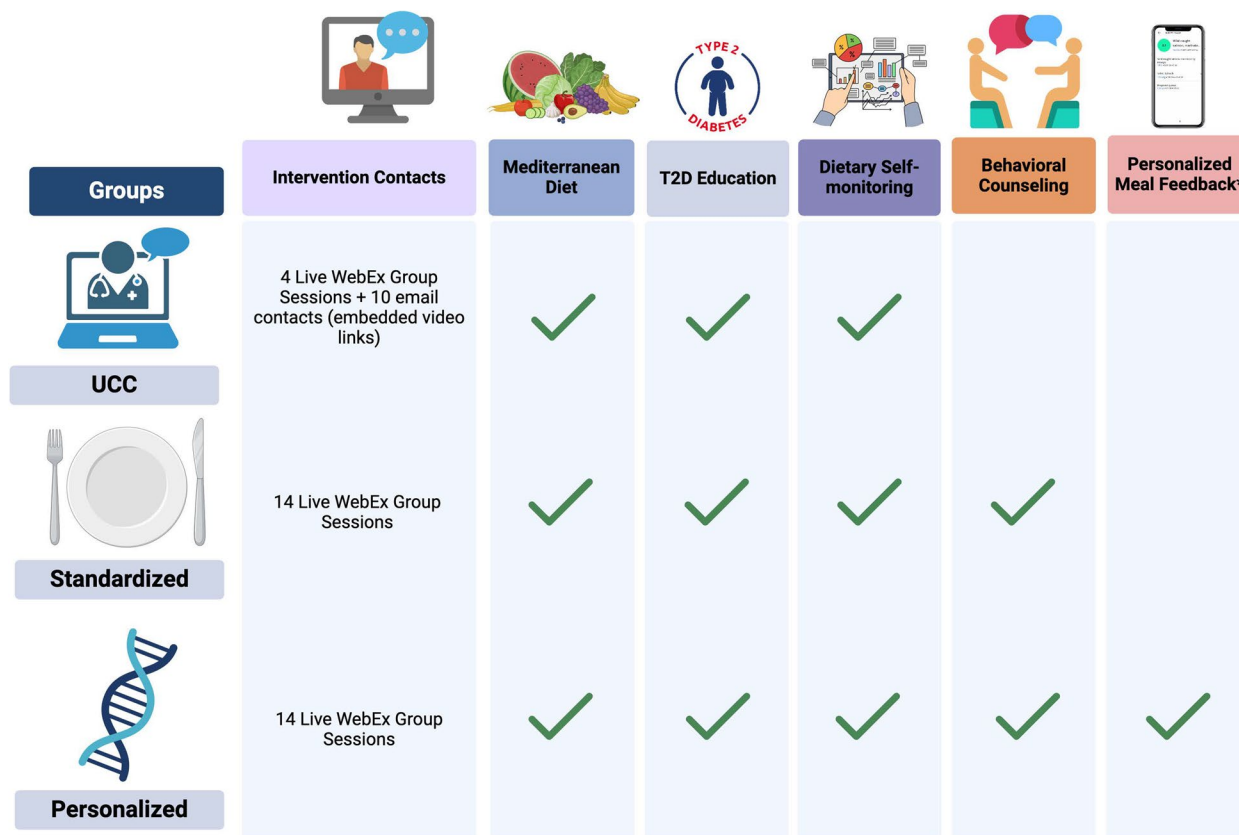 TYPE 2
DIABETES
Groups
Intervention Contacts
Mediterranean
Diet
T2D Education
Dietary Self-
monitoring
Behavioral
Counseling
Personalized
Meal Feedback*
4 Live WebEx Group
Sessions + 10 email
contacts (embedded video
links)
UCC
14 Live WebEx Group
Sessions
Standardized
14 Live WebEx Group
Sessions
Personalized